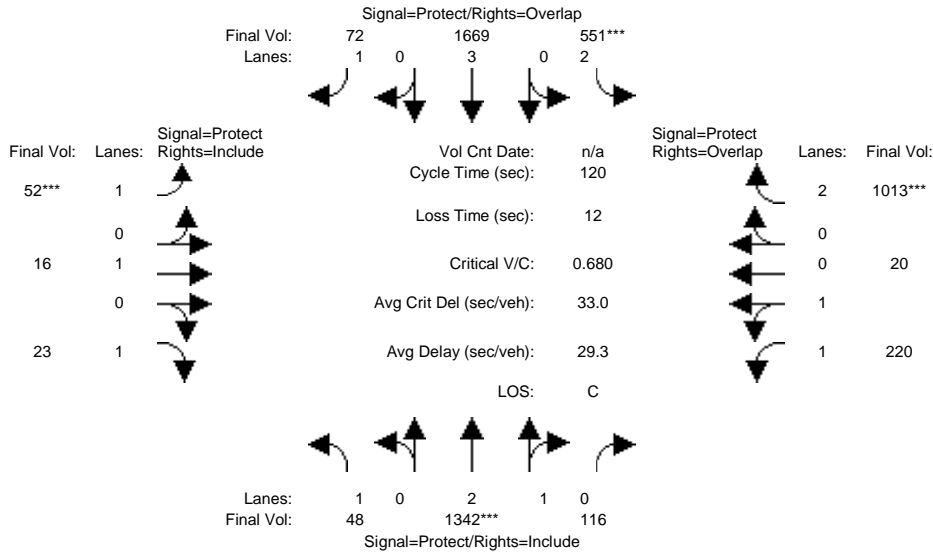 Signal=Protect/Rights=Overlap
Final Vol: 72 1669 551***
Lanes: 1 0 3 0 2
Signal=Protect
Final Vol: Lanes: Rights=Include
Vol Cnt Date: n/a
Signal=Protect
Rights=Overlap Lanes: Final Vol:
Cycle Time (sec): 120
52*** 1
2 1013***
Loss Time (sec): 12
0
0
16 1
Critical V/C: 0.680
0 20
0
Avg Crit Del (sec/veh): 33.0
1
23 1
Avg Delay (sec/veh): 29.3
1 220
LOS: C
Lanes: 1 0 2 1 0
Final Vol: 48 1342*** 116
Signal=Protect/Rights=Include